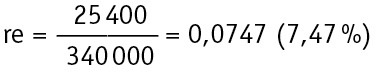 re = 25 400 / 340 000 = 0,0747 (7,47 %)